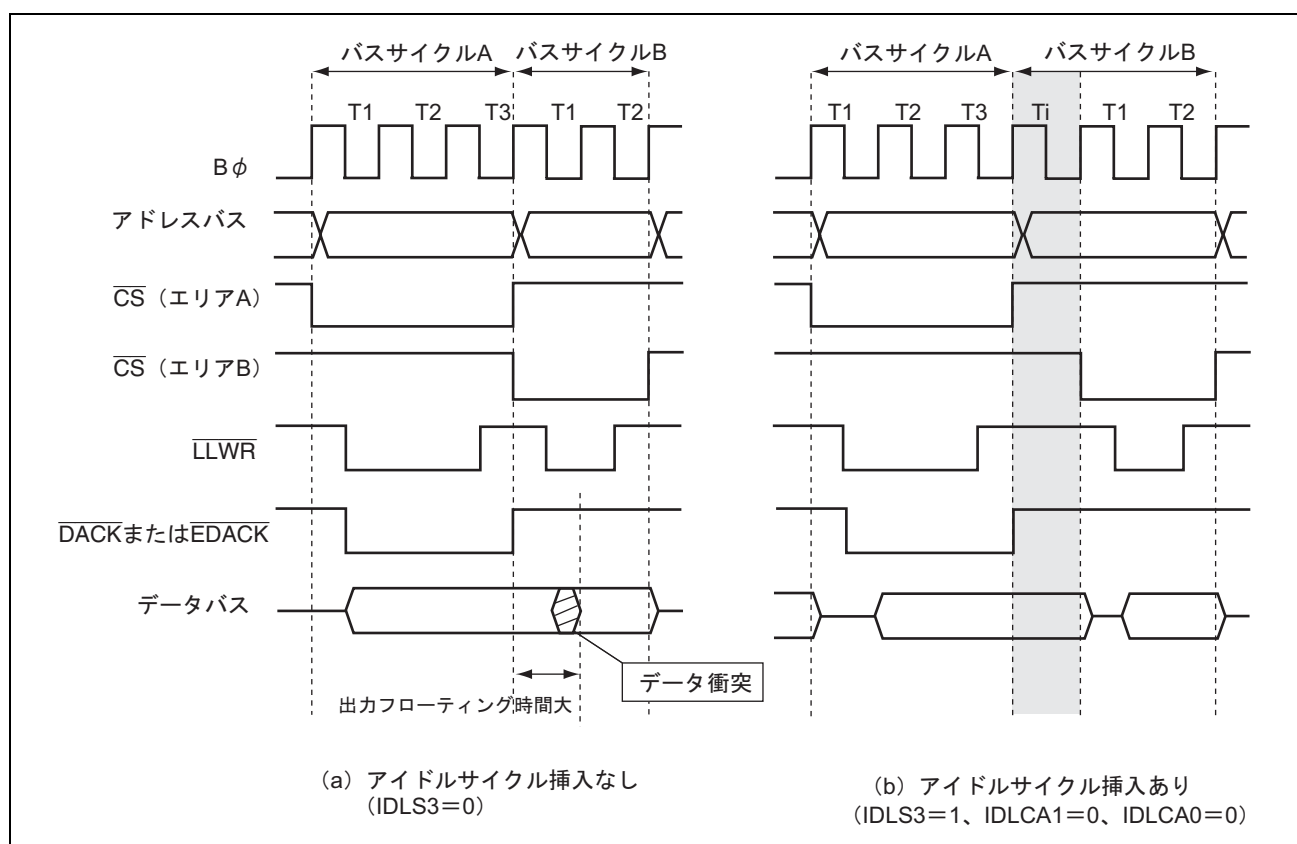 バスサイクルA バスサイクルB
T1 T2 T3 T1 T2
Bφ
アドレスバス
CS（エリアA）
CS（エリアB）
LLWR
DACKまたはEDACK
データバス
データ衝突
出力フローティング時間大
(a) アイドルサイクル挿入なし
(IDLS3＝0)
バスサイクルA バスサイクルB
T1 T2 T3 Ti T1 T2
(b) アイドルサイクル挿入あり
(IDLS3＝1、IDLCA1＝0、IDLCA0＝0)